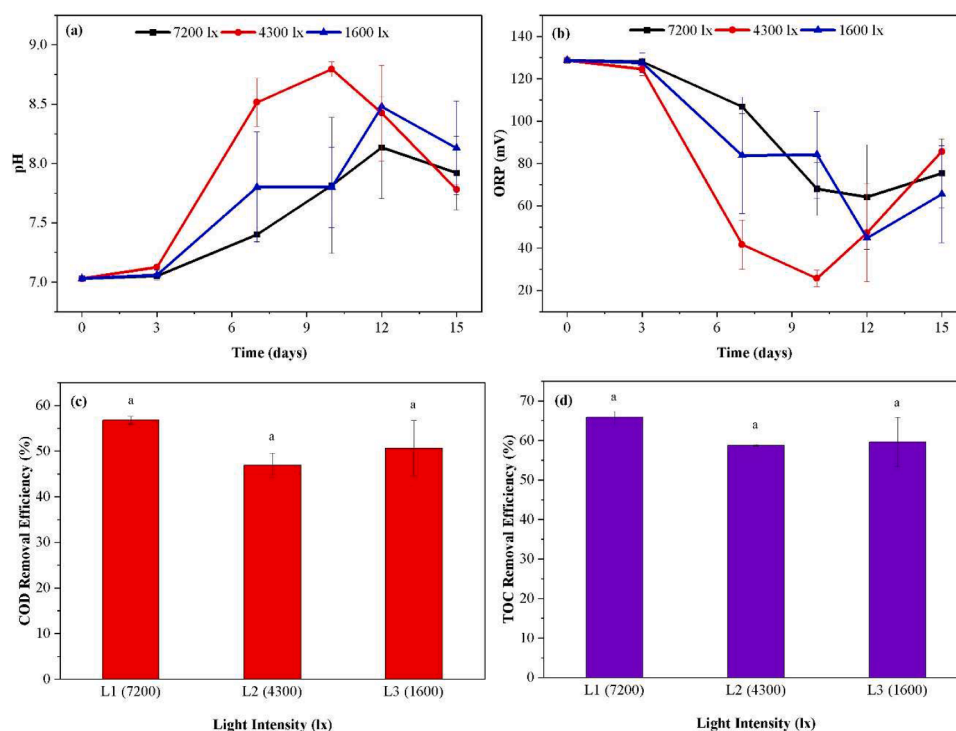 (a)
7200 lx 4300 lx 1600 lx
9.0
8.5
8.0
7.5
7.0
pH
0 3 6 9 12 15
Time (days)
(b)
7200 lx
4300 lx
1600 lx
140
120
100
80
60
40
20
ORP (mV)
0 3 6 9 12 15
Time (days)
(c)
a a a
60
50
40
30
20
10
0
COD Removal Efficiency (%)
L1 (7200) L2 (4300) L3 (1600)
Light Intensity (lx)
(d)
a a a
70
60
50
40
30
20
10
0
TOC Removal Efficiency (%)
L1 (7200) L2 (4300) L3 (1600)
Light Intensity (lx)